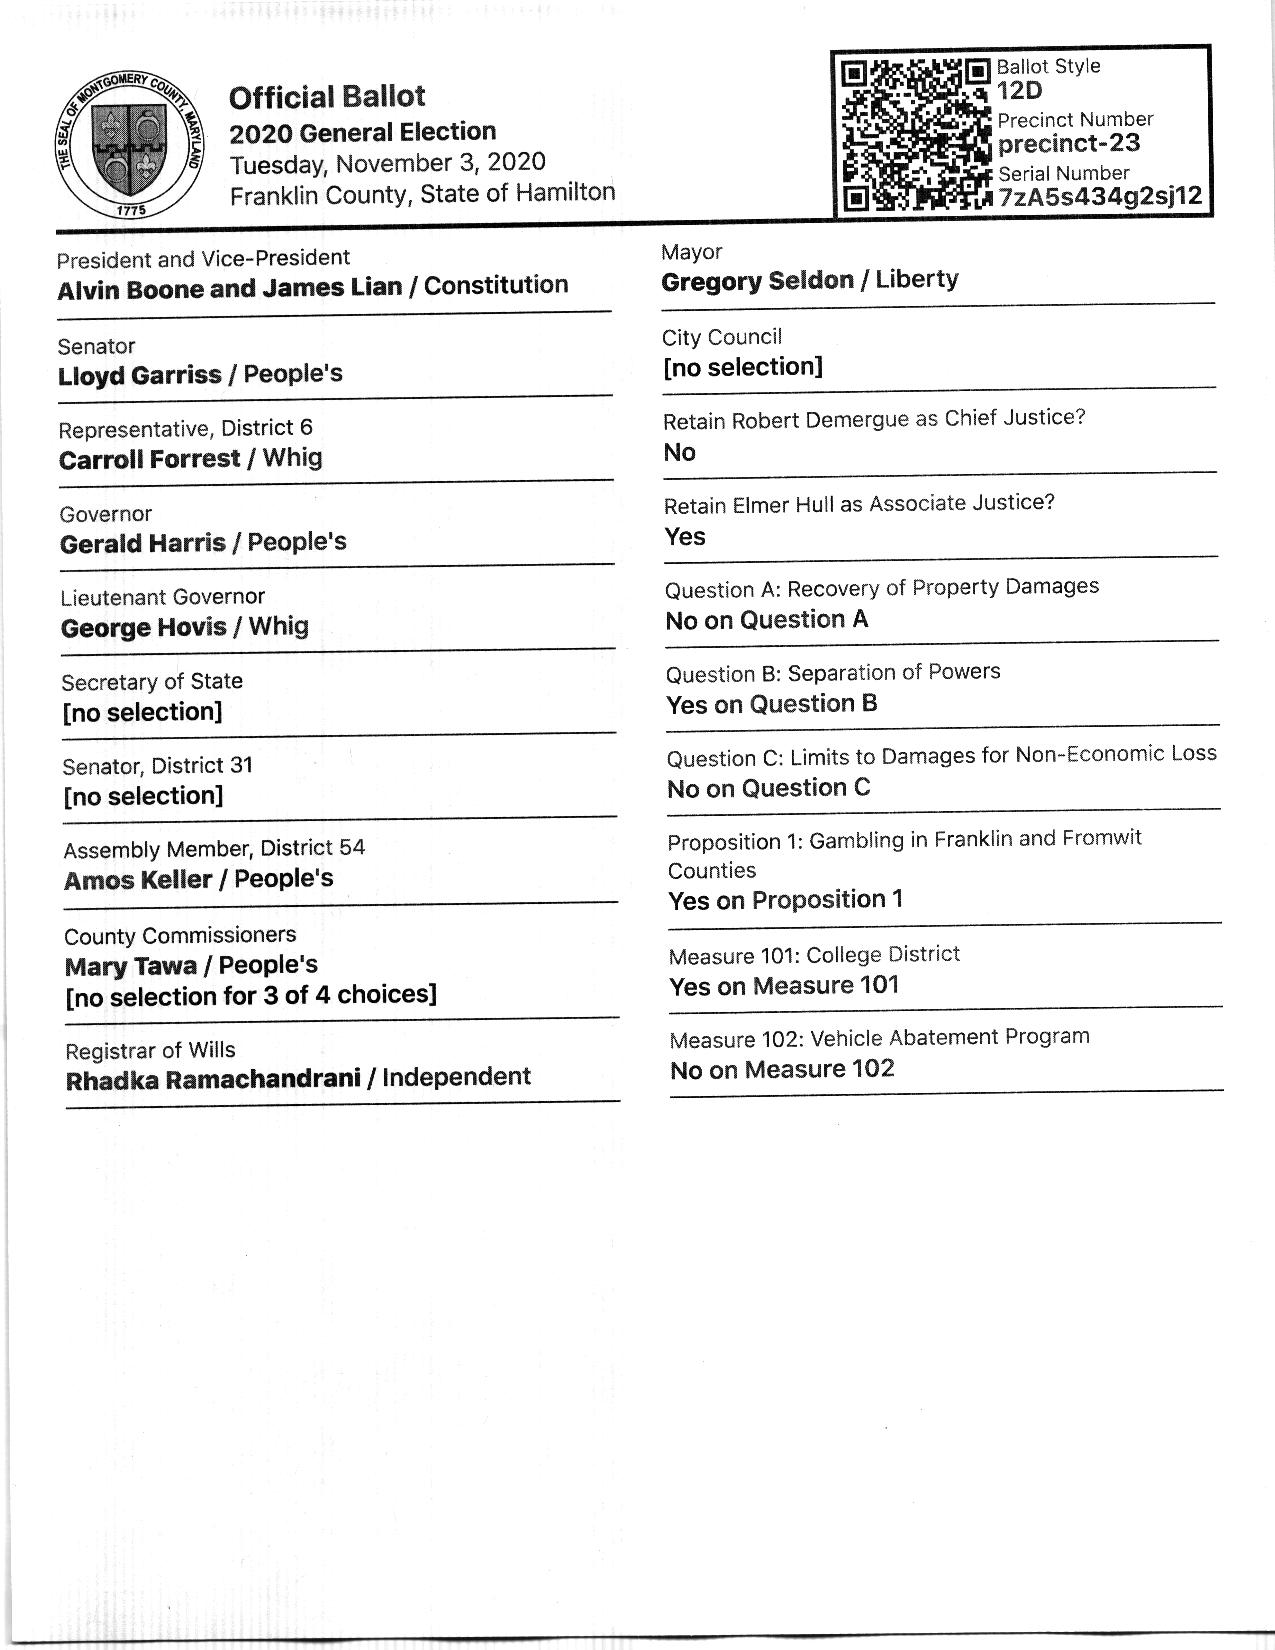 THE SEAL OF MONTGOMERY COUNTY, MARYLAND
1775
Official Ballot
2020 General Election
Tuesday, November 3, 2020
Franklin County, State of Hamilton
Ballot Style
12D
Precinct Number
precinct-23
Serial Number
7zA5s434g2sj12
President and Vice-President
Alvin Boone and James Lian / Constitution
Senator
Lloyd Garriss / People's
Representative, District 6
Carroll Forrest / Whig
Governor
Gerald Harris / People's
Lieutenant Governor
George Hovis / Whig
Secretary of State
[no selection]
Senator, District 31
[no selection]
Assembly Member, District 54
Amos Keller / People's
County Commissioners
Mary Tawa / People's
[no selection for 3 of 4 choices]
Registrar of Wills
Rhadka Ramachandrani / Independent
Mayor
Gregory Seldon / Liberty
City Council
[no selection]
Retain Robert Demergue as Chief Justice?
No
Retain Elmer Hull as Associate Justice?
Yes
Question A: Recovery of Property Damages
No on Question A
Question B: Separation of Powers
Yes on Question B
Question C: Limits to Damages for Non-Economic Loss
No on Question C
Proposition 1: Gambling in Franklin and Fromwit
Counties
Yes on Proposition 1
Measure 101: College District
Yes on Measure 101
Measure 102: Vehicle Abatement Program
No on Measure 102